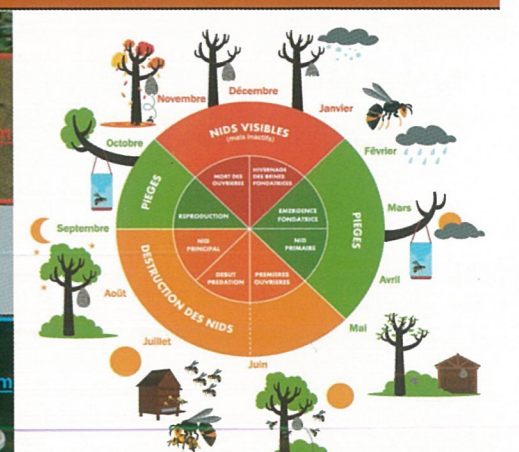 Décembre
Novembre
Janvier
NIDS VISIBLES
(mais inactifs)
Octobre
Février
MORT DES
OUVRIERES
HIVERNAGE
DES REINES
FONDATRICES
PIEGES
REPRODUCTION
EMERGENCE
FONDATRICE
PIEGES
Mars
Septembre
NID
PRINCIPAL
NID
PRIMAIRE
Avril
DEBUT
PREDATION
PREMIERES
OUVRIERES
Août
DESTRUCTION DES NIDS
Mai
Juillet
Juin